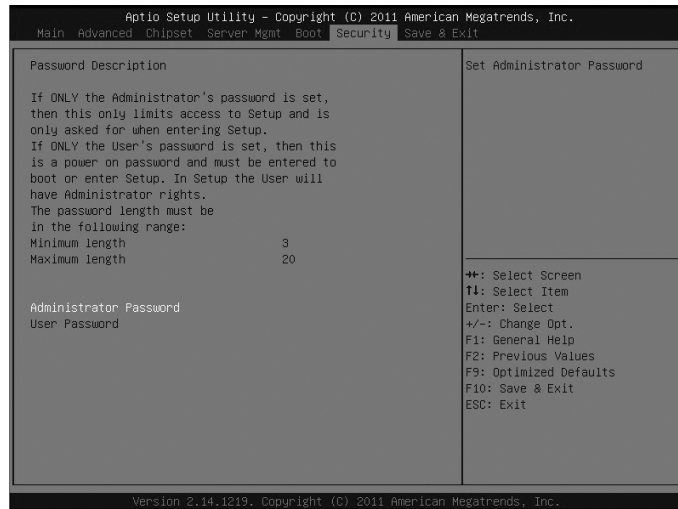 Aptio Setup Utility – Copyright (C) 2011 American Megatrends, Inc.
Main Advanced Chipset Server Mgmt Boot Security Save & Exit
Password Description
If ONLY the Administrator's password is set,
then this only limits access to Setup and is
only asked for when entering Setup.
If ONLY the User's password is set, then this
is a power on password and must be entered to
boot or enter Setup. In Setup the User will
have Administrator rights.
The password length must be
in the following range:
Minimum length 3
Maximum length 20
Administrator Password
User Password
Set Administrator Password
→←: Select Screen
↑↓: Select Item
Enter: Select
+/-: Change Opt.
F1: General Help
F2: Previous Values
F9: Optimized Defaults
F10: Save & Exit
ESC: Exit
Version 2.14.1219. Copyright (C) 2011 American Megatrends, Inc.